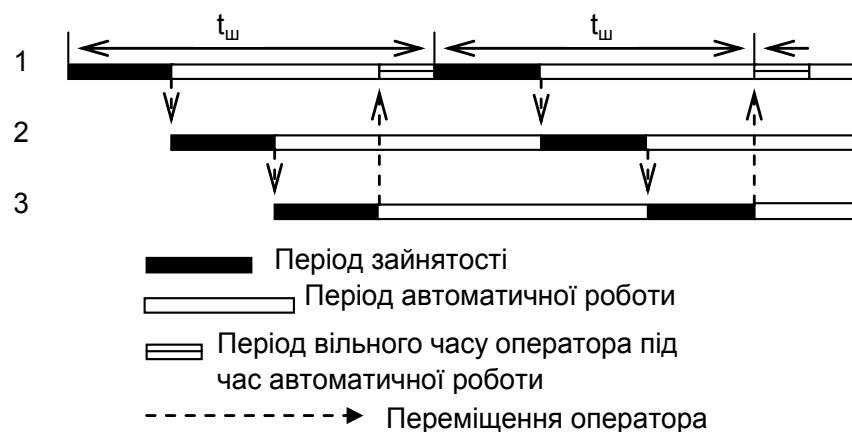 tш tш
1
2
3
Період зайнятості
Період автоматичної роботи
Період вільного часу оператора під
час автоматичної роботи
Переміщення оператора